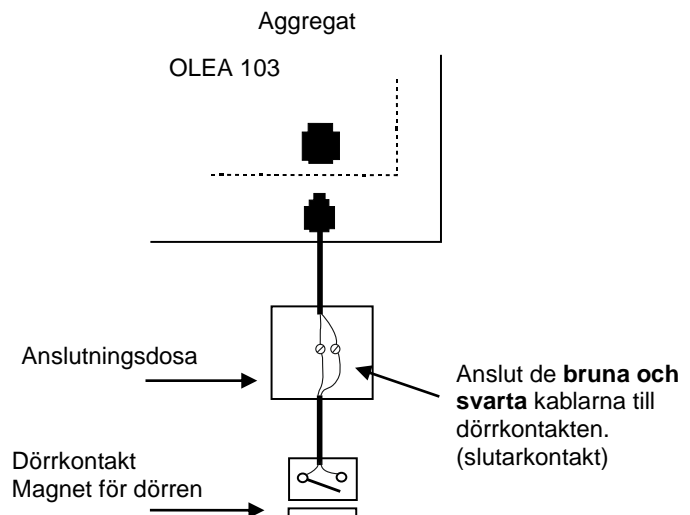 Aggregat
OLEA 103
Anslutningsdosa
Anslut de bruna och
svarta kablarna till
dörrkontakten.
(slutarkontakt)
Dörrkontakt
Magnet för dörren